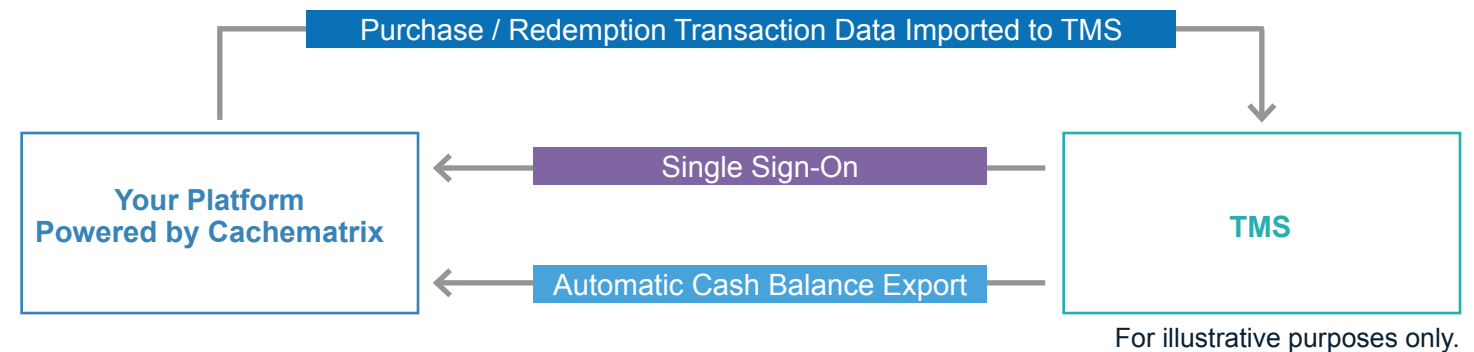 Purchase / Redemption Transaction Data Imported to TMS
Single Sign-On
Your Platform
Powered by Cachematrix
TMS
Automatic Cash Balance Export
For illustrative purposes only.